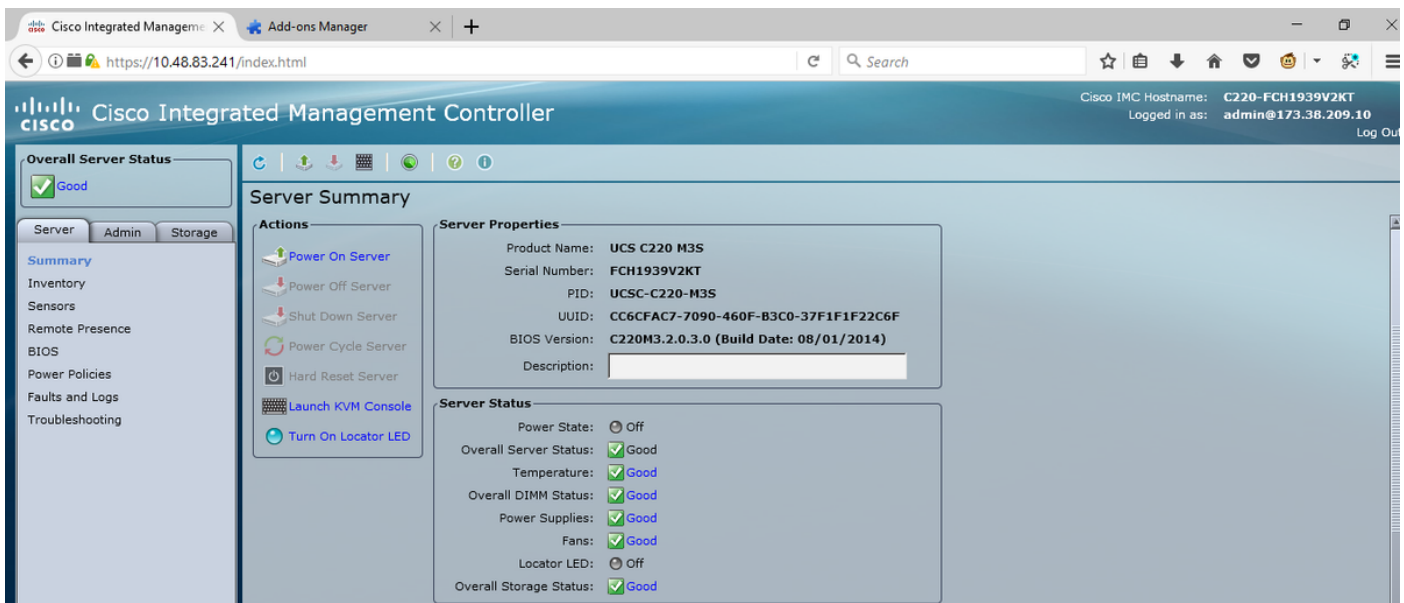 Cisco Integrated Manageme
Add-ons Manager
https://10.48.83.241/index.html
Search
CISCO
Cisco Integrated Management Controller
Cisco IMC Hostname: C220-FCH1939V2KT
Logged in as: admin@173.38.209.10
Log Out
Overall Server Status
Good
Server Admin Storage
Summary
Inventory
Sensors
Remote Presence
BIOS
Power Policies
Faults and Logs
Troubleshooting
Server Summary
Actions
Power On Server
Power Off Server
Shut Down Server
Power Cycle Server
Hard Reset Server
Launch KVM Console
Turn On Locator LED
Server Properties
Product Name: UCS C220 M3S
Serial Number: FCH1939V2KT
PID: UCSC-C220-M3S
UUID: CC6CFAC7-7090-460F-B3C0-37F1F1F22C6F
BIOS Version: C220M3.2.0.3.0 (Build Date: 08/01/2014)
Description:
Server Status
Power State: Off
Overall Server Status: Good
Temperature: Good
Overall DIMM Status: Good
Power Supplies: Good
Fans: Good
Locator LED: Off
Overall Storage Status: Good